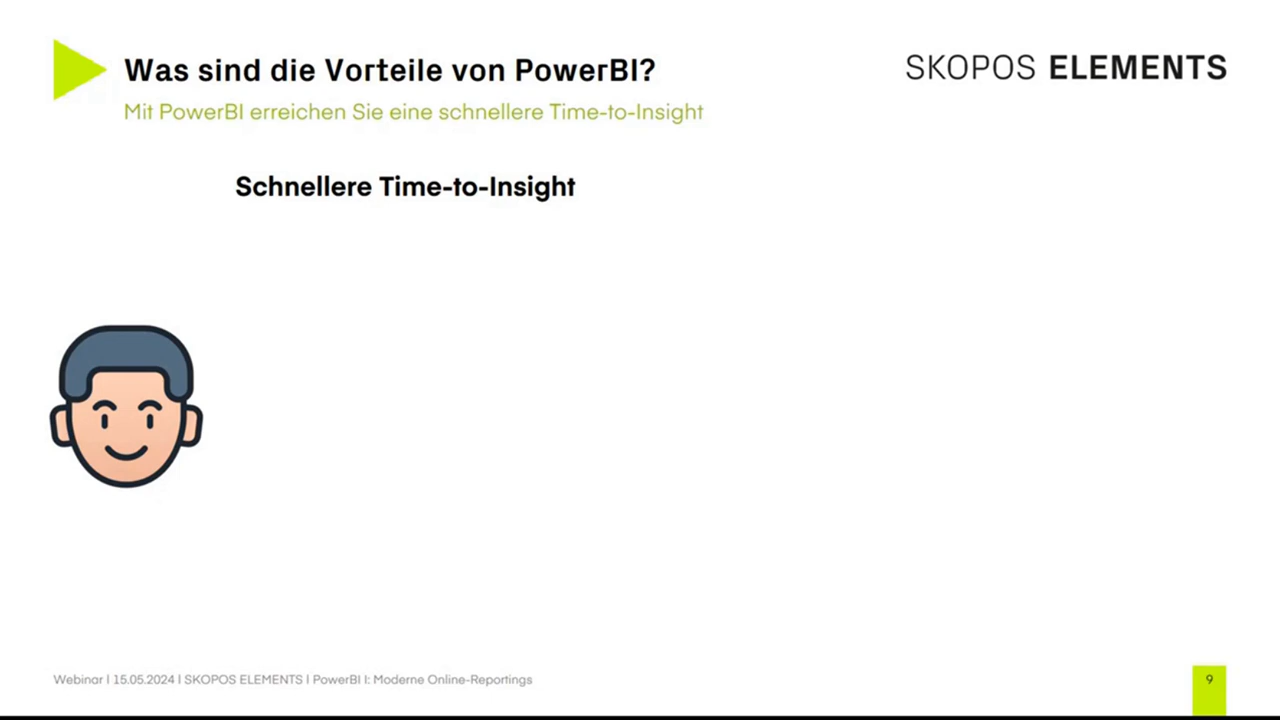 Was sind die Vorteile von PowerBI?
SKOPOS ELEMENTS
Mit PowerBI erreichen Sie eine schnellere Time-to-Insight
Schnellere Time-to-Insight
Webinar I 15.05.2024 I SKOPOS ELEMENTS I PowerBI I: Moderne Online-Reportings
9